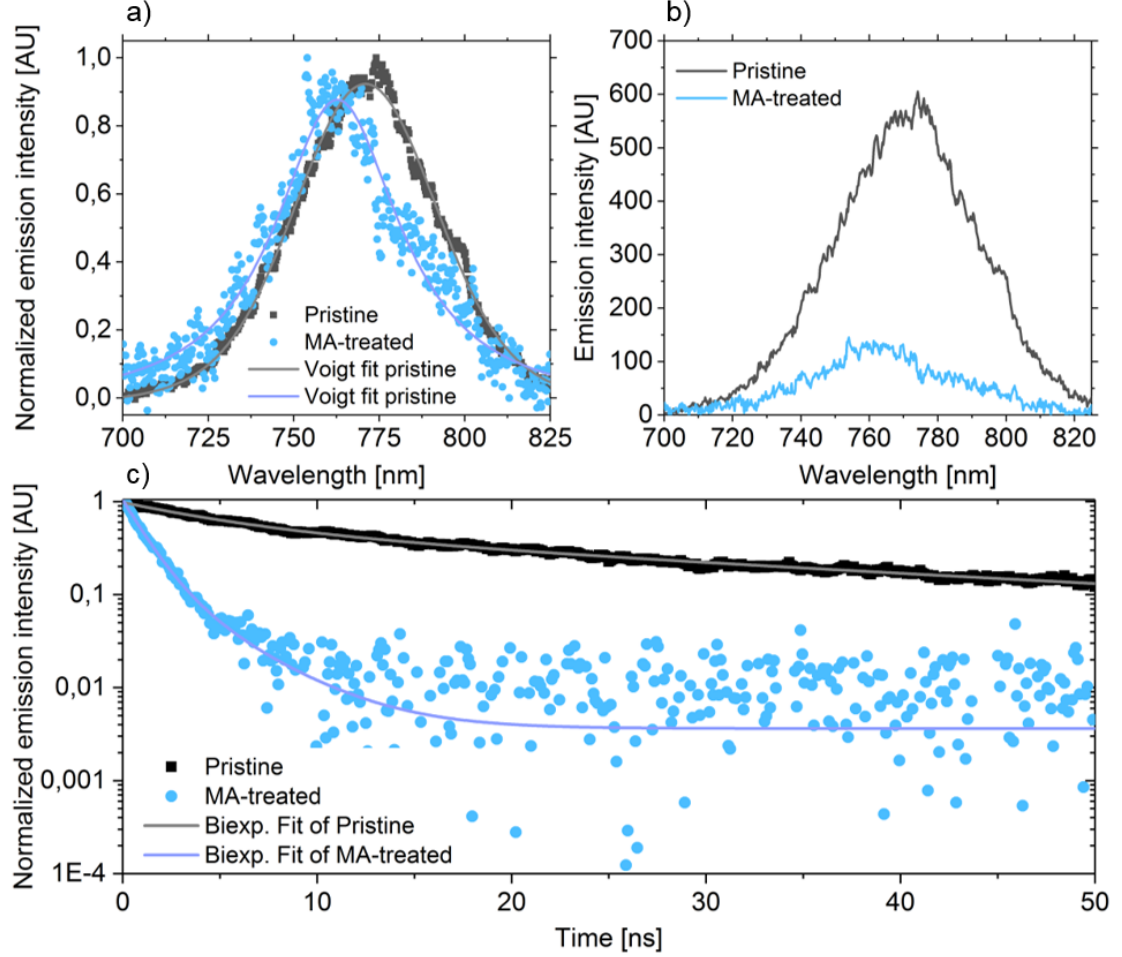 a)
Normalized emission intensity [AU]
1,0
0,8
0,6
0,4
0,2
0,0
Pristine
MA-treated
Voigt fit pristine
Voigt fit pristine
700 725 750 775 800 825
Wavelength [nm]
b)
Emission intensity [AU]
700
600
500
400
300
200
100
0
Pristine
MA-treated
700 720 740 760 780 800 820
Wavelength [nm]
c)
Normalized emission intensity [AU]
1
0,1
0,01
0,001
1E-4
Pristine
MA-treated
Biexp. Fit of Pristine
Biexp. Fit of MA-treated
0 10 20 30 40 50
Time [ns]